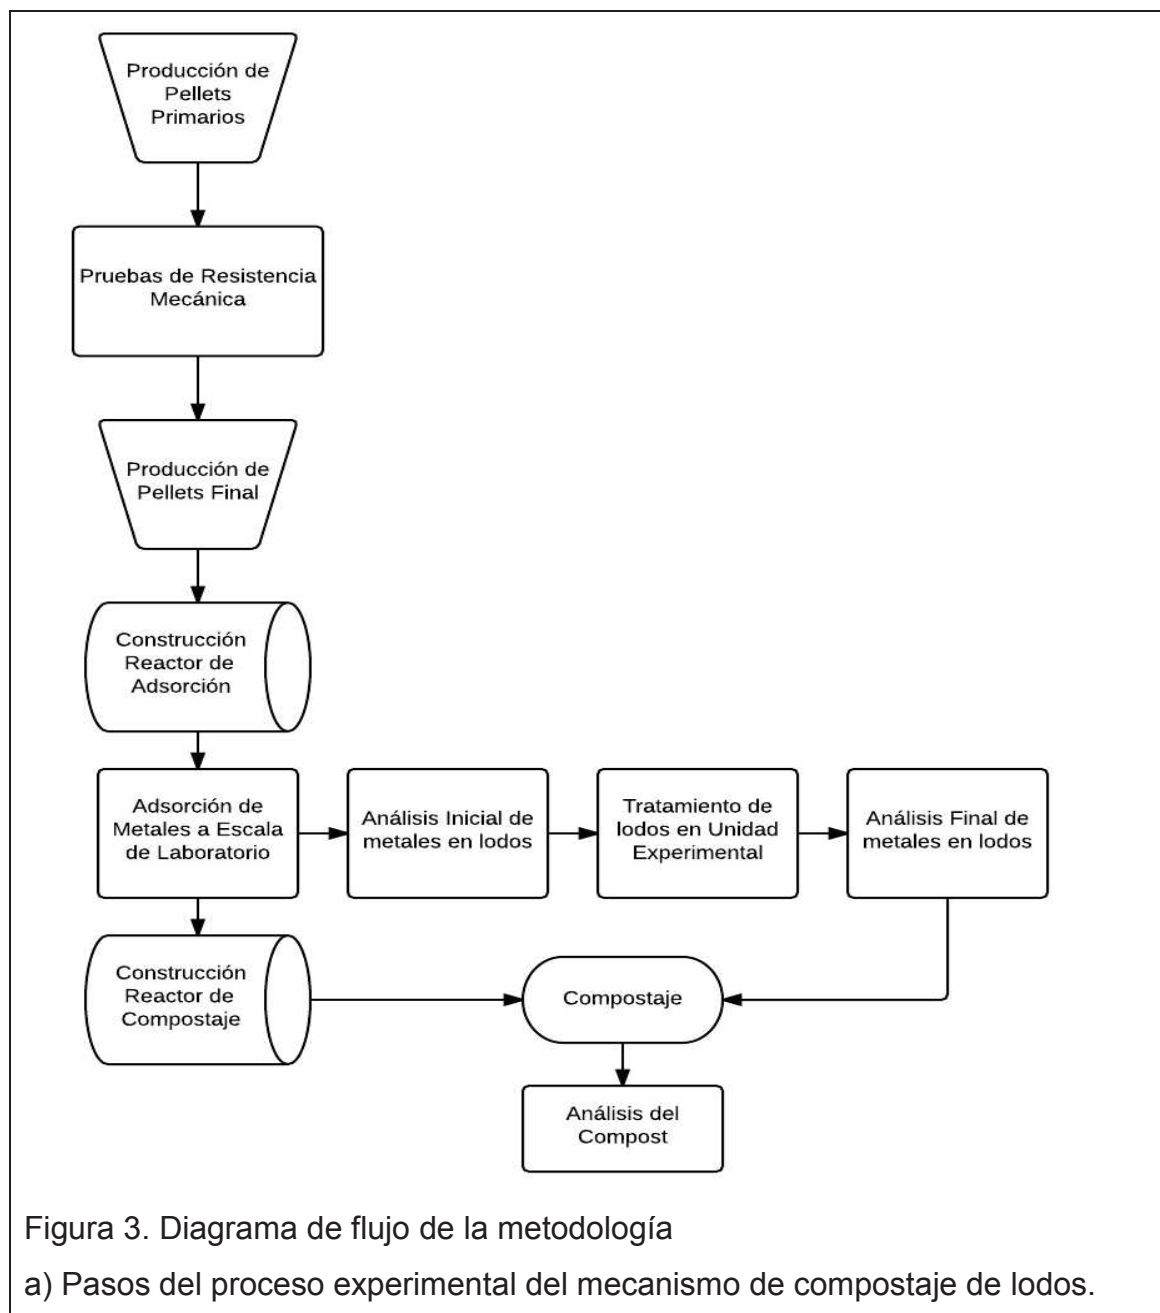 Producción de
Pellets
Primarios
Pruebas de Resistencia
Mecánica
Producción de
Pellets Final
Construcción
Reactor de
Adsorción
Adsorción de
Metales a Escala
de Laboratorio
Análisis Inicial de
metales en lodos
Tratamiento de
lodos en Unidad
Experimental
Análisis Final de
metales en lodos
Construcción
Reactor de
Compostaje
Compostaje
Análisis del
Compost
Figura 3. Diagrama de flujo de la metodología
a) Pasos del proceso experimental del mecanismo de compostaje de lodos.